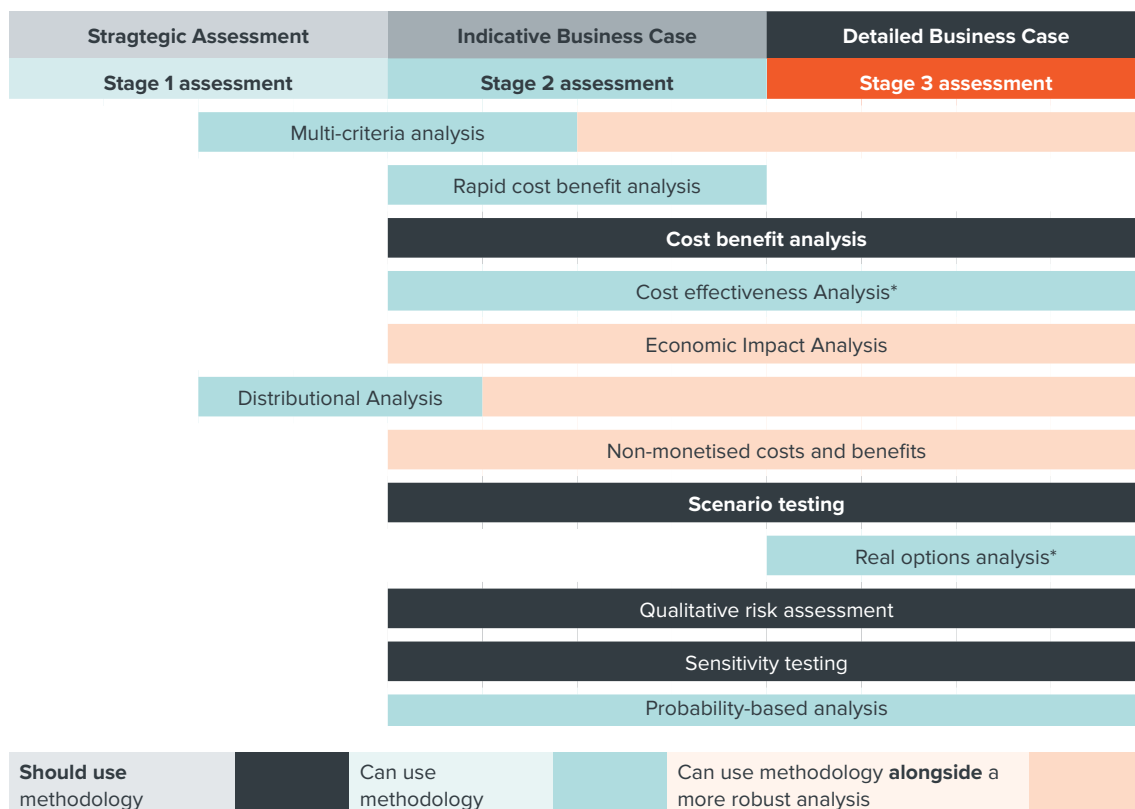 Stragtegic Assessment
Indicative Business Case
Detailed Business Case
Stage 1 assessment
Stage 2 assessment
Stage 3 assessment
Multi-criteria analysis
Rapid cost benefit analysis
Cost benefit analysis
Cost effectiveness Analysis*
Economic Impact Analysis
Distributional Analysis
Non-monetised costs and benefits
Scenario testing
Real options analysis*
Qualitative risk assessment
Sensitivity testing
Probability-based analysis
Should use
methodology
Can use
methodology
Can use methodology alongside a
more robust analysis